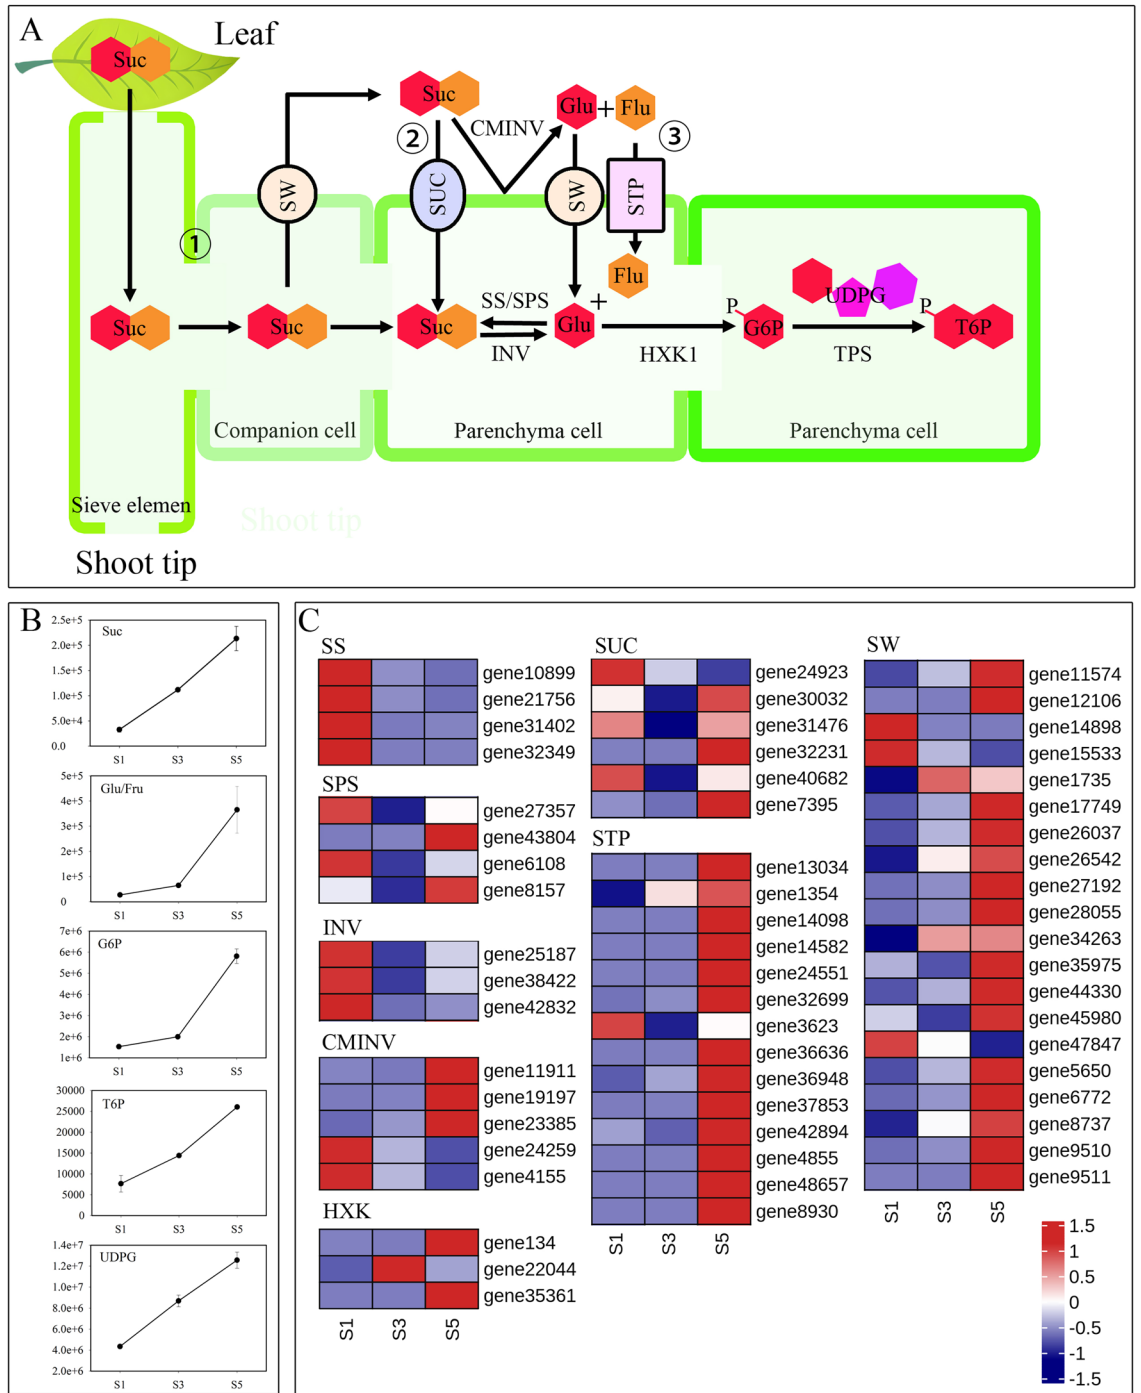 A
Leaf
Suc
Suc
Glu + Flu
CMINV
2
3
SW
SUC
SW
STP
1
Flu
SS/SPS
+
UDPG
P
P
Suc
Suc
Suc
Glu
G6P
T6P
INV
HXK1
TPS
Companion cell
Parenchyma cell
Parenchyma cell
Sieve elemen
Shoot tip
Shoot tip
B
2.5e+5
Suc
2.0e+5
1.5e+5
1.0e+5
5.0e+4
0.0
S1 S3 S5
5e+5
Glu/Fru
4e+5
3e+5
2e+5
1e+5
0
S1 S3 S5
7e+6
G6P
6e+6
5e+6
4e+6
3e+6
2e+6
1e+6
S1 S3 S5
30000
T6P
25000
20000
15000
10000
5000
0
S1 S3 S5
1.4e+7
UDPG
1.2e+7
1.0e+7
8.0e+6
6.0e+6
4.0e+6
2.0e+6
S1 S3 S5
C
SS
gene10899
gene21756
gene31402
gene32349
SPS
gene27357
gene43804
gene6108
gene8157
INV
gene25187
gene38422
gene42832
CMINV
gene11911
gene19197
gene23385
gene24259
gene4155
HXK
gene134
gene22044
gene35361
S1 S3 S5
SUC
gene24923
gene30032
gene31476
gene32231
gene40682
gene7395
STP
gene13034
gene1354
gene14098
gene14582
gene24551
gene32699
gene3623
gene36636
gene36948
gene37853
gene42894
gene4855
gene48657
gene8930
S1 S3 S5
SW
gene11574
gene12106
gene14898
gene15533
gene1735
gene17749
gene26037
gene26542
gene27192
gene28055
gene34263
gene35975
gene44330
gene45980
gene47847
gene5650
gene6772
gene8737
gene9510
gene9511
S1 S3 S5
1.5
1
0.5
0
-0.5
-1
-1.5